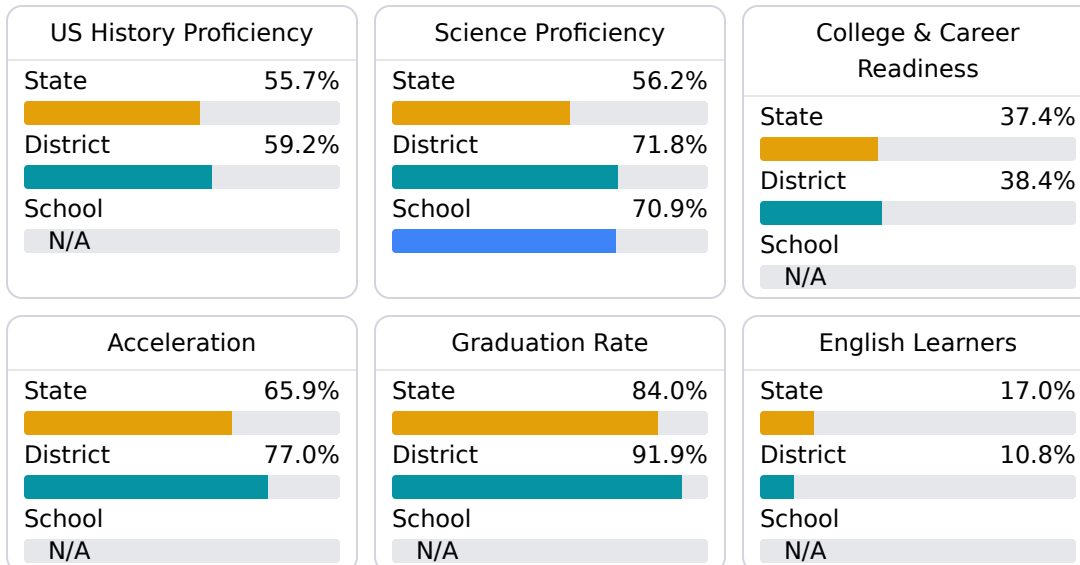 US History Proficiency
State 55.7%
District 59.2%
School
N/A
Science Proficiency
State 56.2%
District 71.8%
School 70.9%
College & Career
Readiness
State 37.4%
District 38.4%
School
N/A
Acceleration
State 65.9%
District 77.0%
School
N/A
Graduation Rate
State 84.0%
District 91.9%
School
N/A
English Learners
State 17.0%
District 10.8%
School
N/A